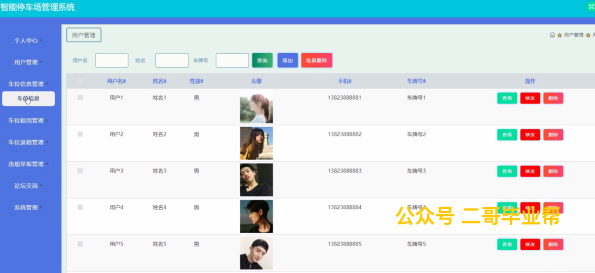 智能停车场管理系统
个人中心
用户管理
车位信息管理
车位信息
车位租用管理
车位退租管理
违规举报管理
论坛交流
系统管理
用户管理
用户管理
用户名 姓名 车牌号 查询 添加 批量删除
用户名 姓名 性别 头像 手机 车牌号 操作
用户1 姓名1 男 13823888881 车牌号1 查看 修改 删除
用户2 姓名2 男 13823888882 车牌号2 查看 修改 删除
用户3 姓名3 男 13823888883 车牌号3 查看 修改 删除
用户4 姓名4 男 13823888884 车牌号4 修改 删除
公众号 二哥毕业帮
用户5 姓名5 男 13823888885 车牌号5 查看 修改 删除